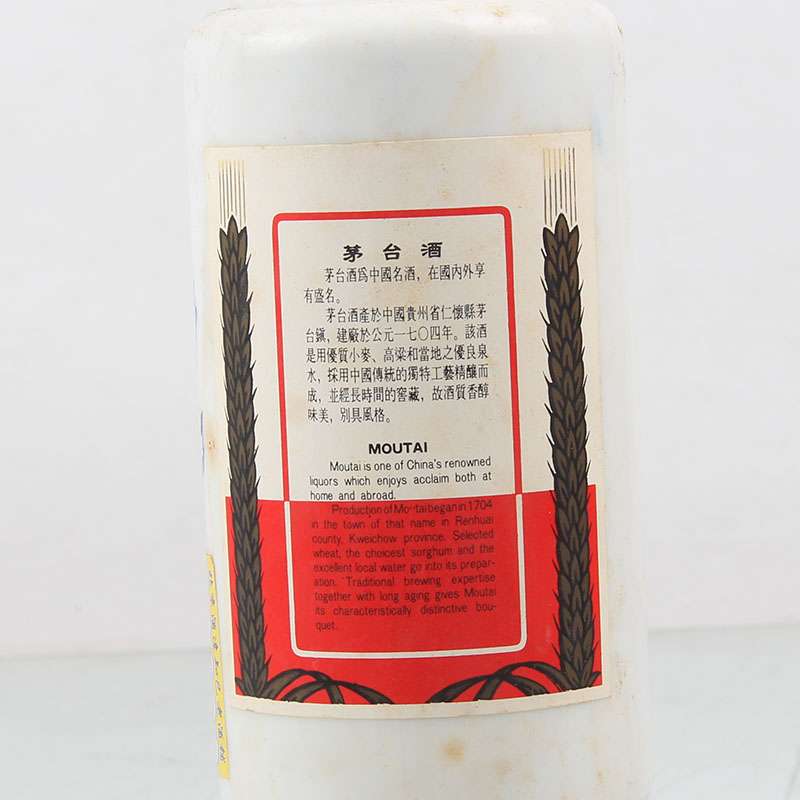 茅台酒
茅台酒爲中國名酒，在國內外享
有盛名。
茅台酒產於中國貴州省仁懷縣茅
台鎭，建廠於公元一七〇四年。該酒
是用優質小麥、高梁和當地之優良泉
水，採用中國傳統的獨特工藝精釀而
成，並經長時間的窖藏，故酒質香醇
味美，別具風格。
MOUTAI
Moutai is one of China's renowned
liquors which enjoys acclaim both at
home and abroad.
Production of Moutai began in 1704
in the town of that name in Renhuai
county, Kweichow province. Selected
wheat, the choicest sorghum and the
excellent local water go into its prepar-
ation. Traditional brewing expertise
together with long aging gives Moutai
its characteristically distinctive bou-
quet.